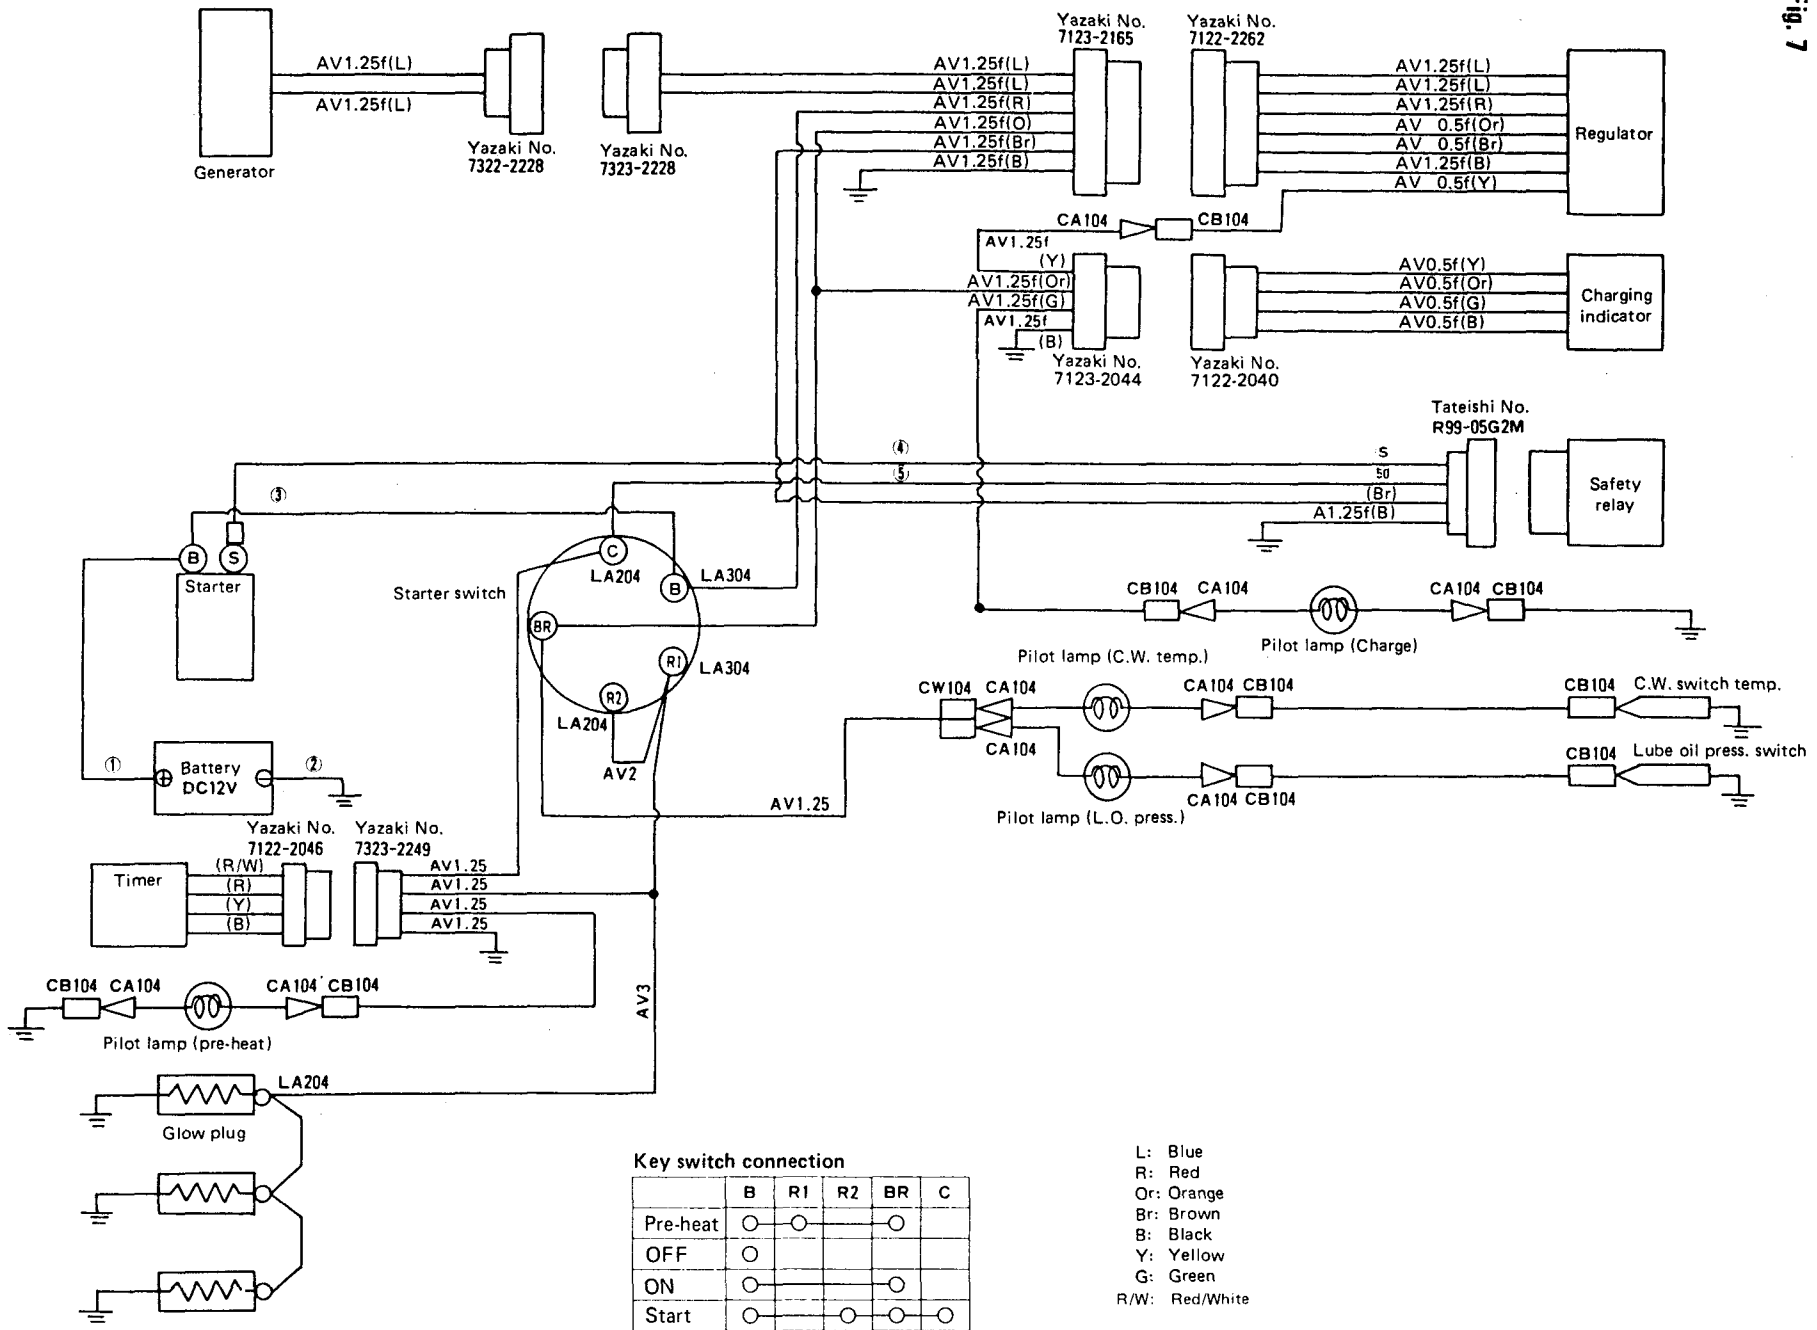 Fig. 7
Generator
AV1.25f(L)
AV1.25f(L)
Yazaki No.
7322-2228
Yazaki No.
7323-2228
AV1.25f(L)
AV1.25f(L)
AV1.25f(R)
AV1.25f(O)
AV1.25f(Br)
AV1.25f(B)
Yazaki No.
7123-2165
Yazaki No.
7122-2262
AV1.25f(L)
AV1.25f(L)
AV1.25f(R)
AV 0.5f(Or)
AV 0.5f(Br)
AV1.25f(B)
AV 0.5f(Y)
Regulator
CA104
CB104
AV1.25f
(Y)
AV1.25f(Or)
AV1.25f(G)
AV1.25f
(B)
Yazaki No.
7123-2044
Yazaki No.
7122-2040
AV0.5f(Y)
AV0.5f(Or)
AV0.5f(G)
AV0.5f(B)
Charging
indicator
Tateishi No.
R99-05G2M
④
S
⑤
50
(Br)
A1.25f(B)
Safety
relay
③
B
S
Starter
Starter switch
C
LA204
B
LA304
BR
R1
LA304
R2
LA204
AV2
①
Battery
DC12V
②
CB104
CA104
Pilot lamp (Charge)
CA104
CB104
Pilot lamp (C.W. temp.)
CW104
CA104
CA104
CA104
CB104
CB104
C.W. switch temp.
CB104
Lube oil press. switch
CA104
CB104
Pilot lamp (L.O. press.)
AV1.25
Yazaki No.
7122-2046
Yazaki No.
7323-2249
Timer
(R/W)
(R)
(Y)
(B)
AV1.25
AV1.25
AV1.25
AV1.25
CB104
CA104
CA104
CB104
Pilot lamp (pre-heat)
AV3
LA204
Glow plug
Key switch connection
B R1 R2 BR C
Pre-heat
OFF
ON
Start
L: Blue
R: Red
Or: Orange
Br: Brown
B: Black
Y: Yellow
G: Green
R/W: Red/White